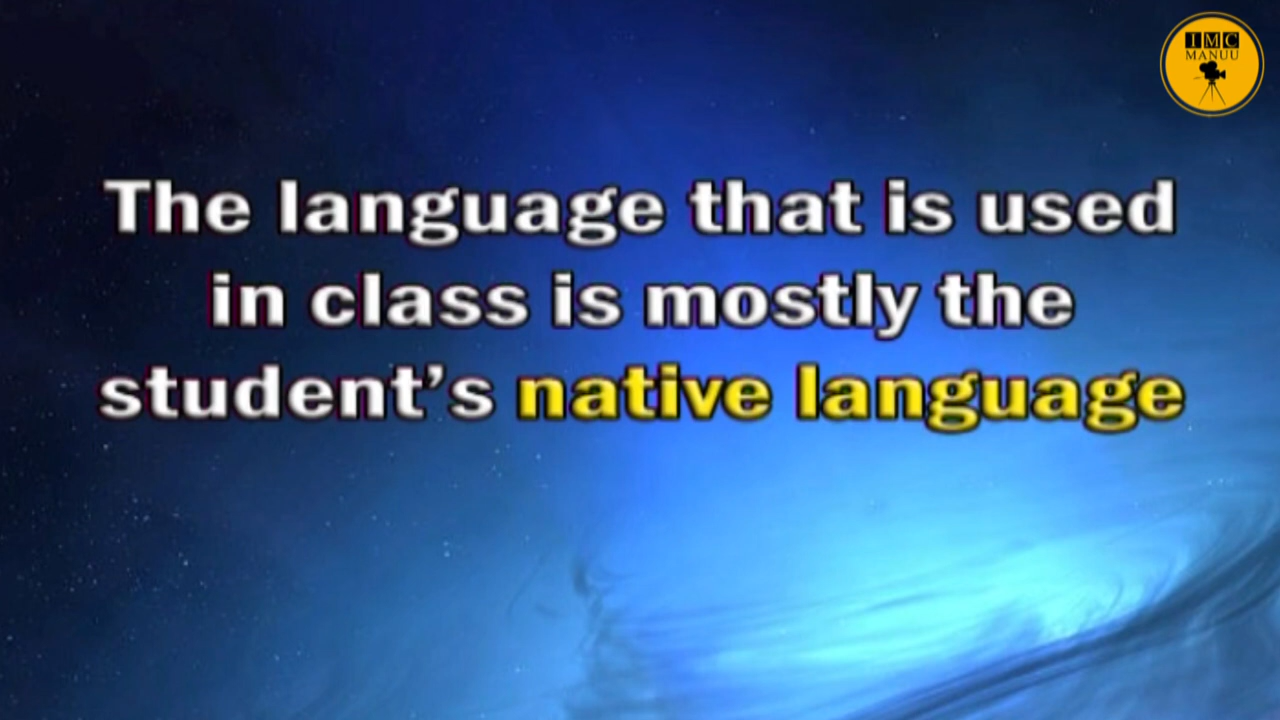 IMC
MANUU
The language that is used
in class is mostly the
student’s native language